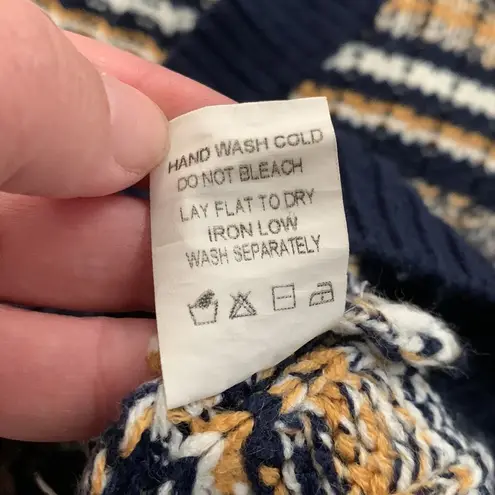 HAND WASH COLD
DO NOT BLEACH
LAY FLAT TO DRY
IRON LOW
WASH SEPARATELY